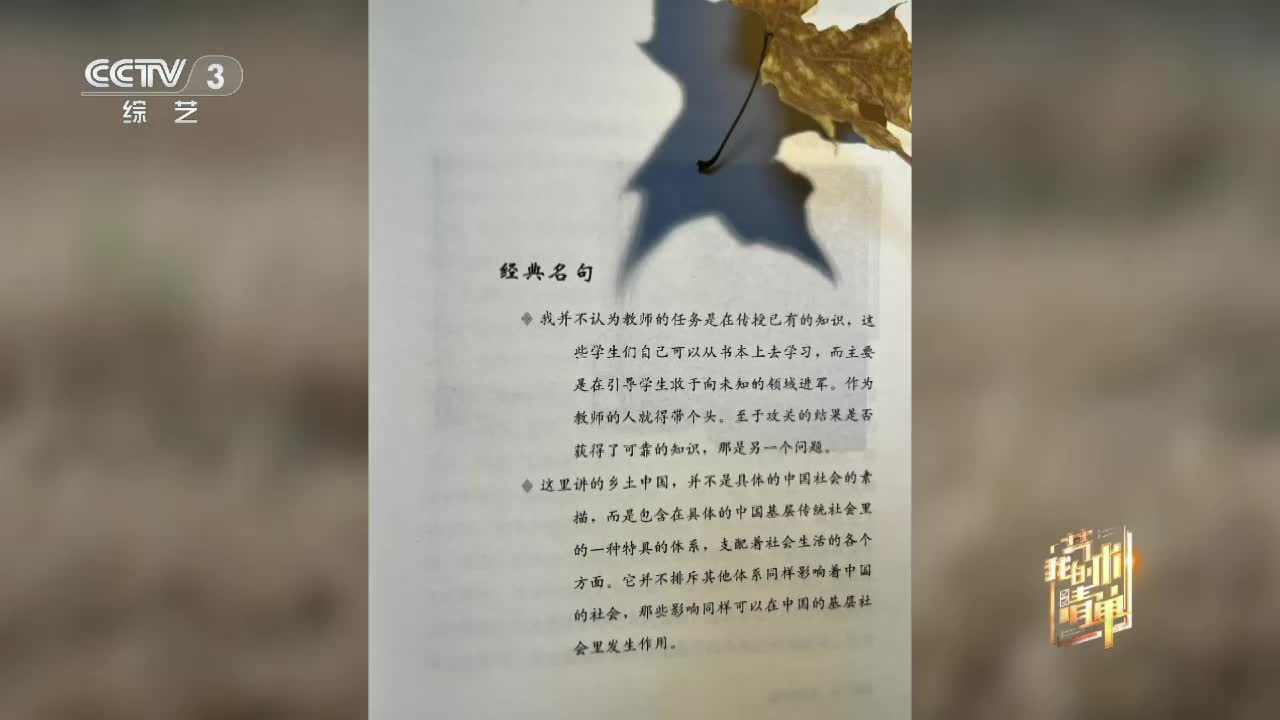 CCTV 3
综艺
经典名句
我并不认为教师的任务是在传授已有的知识，这
些学生们自己可以从书本上去学习，而主要
是在引导学生敢于向未知的领域进军。作为
教师的人就得带个头。至于攻关的结果是否
获得了可靠的知识，那是另一个问题。
这里讲的乡土中国，并不是具体的中国社会的素
描，而是包含在具体的中国基层传统社会里
的一种特具的体系，支配着社会生活的各个
方面。它并不排斥其他体系同样影响着中国
的社会，那些影响同样可以在中国的基层社
会里发生作用。
我的艺术清单